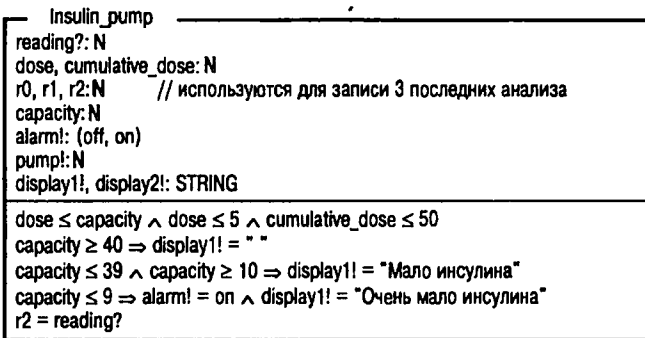 Insulin_pump
reading?: N
dose, cumulative_dose: N
r0, r1, r2: N // используются для записи 3 последних анализа
capacity: N
alarm!: (off, on)
pump!: N
display1!, display2!: STRING
dose ≤ capacity ∧ dose ≤ 5 ∧ cumulative_dose ≤ 50
capacity ≥ 40 ⇒ display1! = " "
capacity ≤ 39 ∧ capacity ≥ 10 ⇒ display1! = "Мало инсулина"
capacity ≤ 9 ⇒ alarm! = on ∧ display1! = "Очень мало инсулина"
r2 = reading?